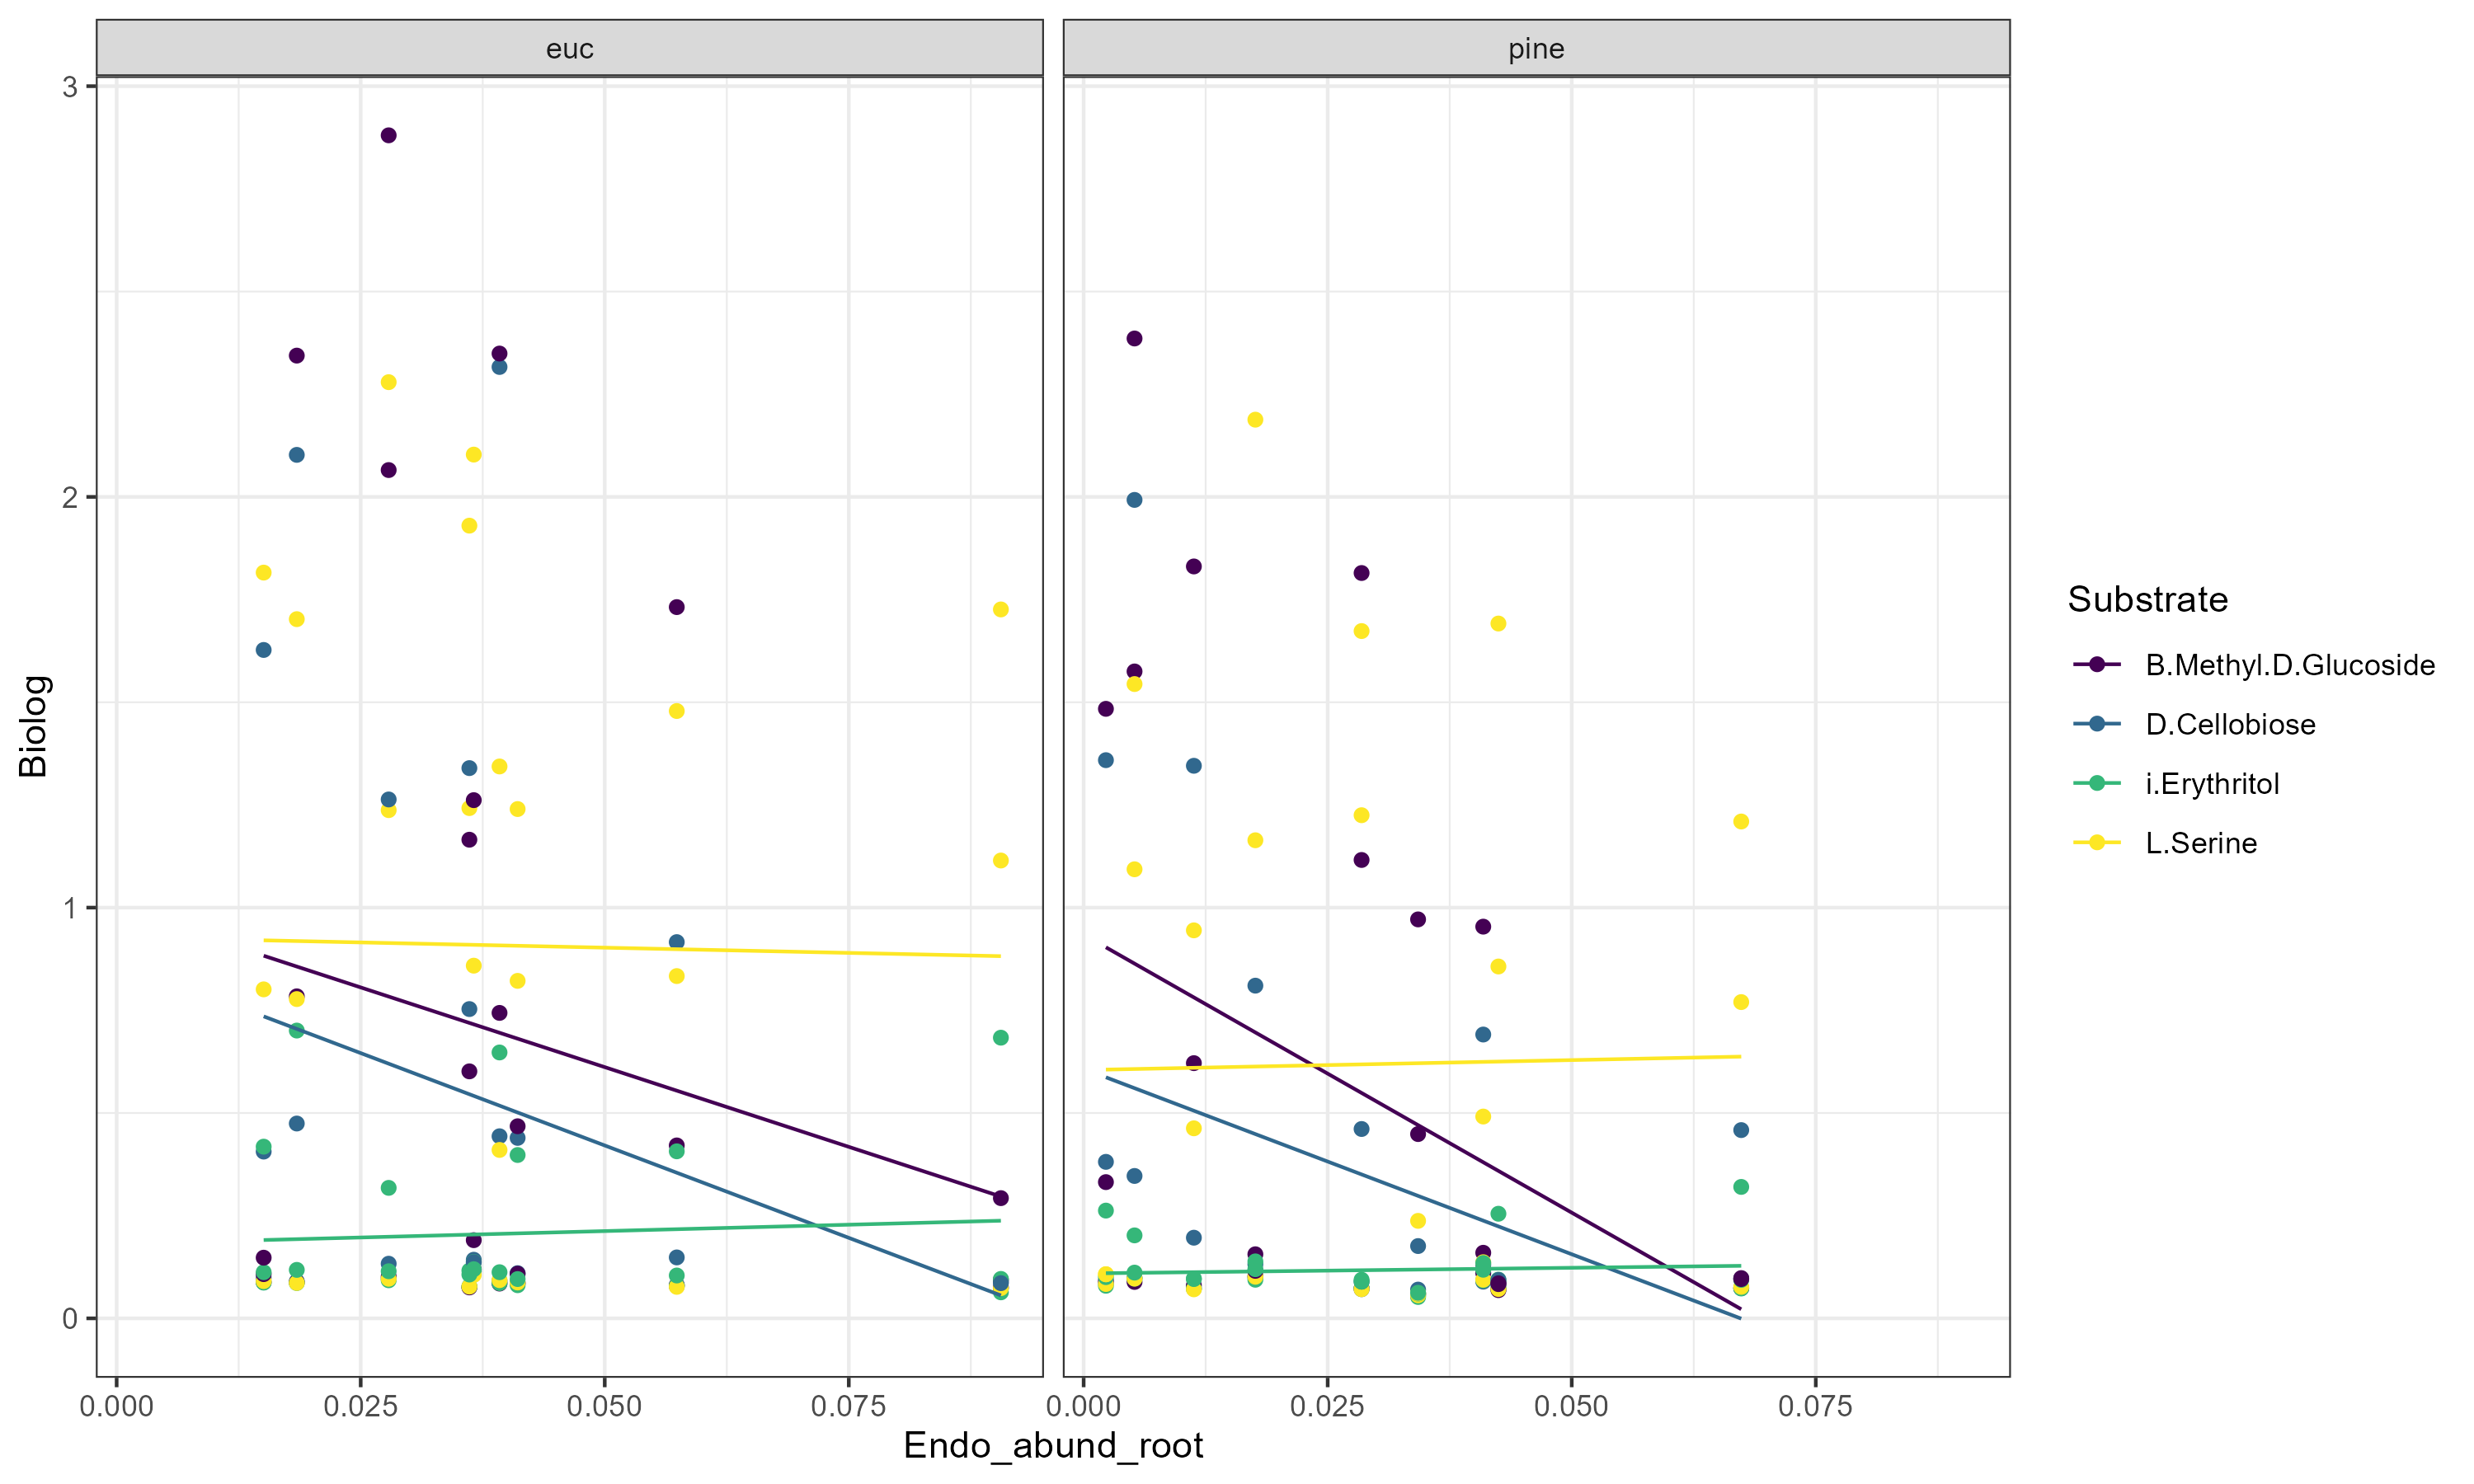 euc
pine
3
2
1
0
Biolog
0.000
0.025
0.050
0.075
0.000
0.025
0.050
0.075
Endo_abund_root
Substrate
B.Methyl.D.Glucoside
D.Cellobiose
i.Erythritol
L.Serine